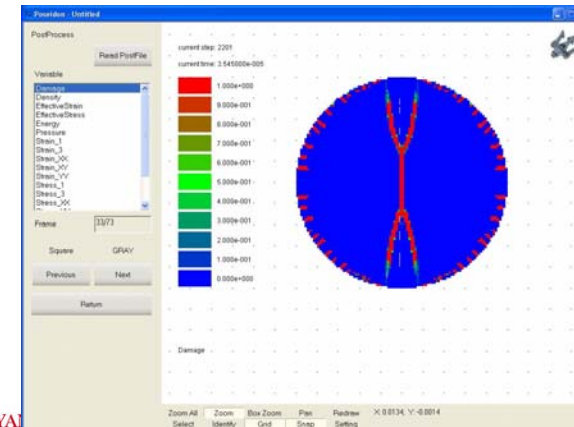 Poseidon - Untitled
PostProcess
Read PostFile
Variable
Damage
Density
EffectiveStrain
EffectiveStress
Energy
Pressure
Strain_1
Strain_3
Strain_XX
Strain_XY
Strain_YY
Stress_1
Stress_3
Stress_XX
Frame
33/73
Square GRAY
Previous Next
Return
current step: 2201
current time: 3.545000e-005
1.000e+000
9.000e-001
8.000e-001
7.000e-001
6.000e-001
5.000e-001
4.000e-001
3.000e-001
2.000e-001
1.000e-001
0.000e+000
Damage
Zoom All Zoom Box Zoom Pan Redraw X: 0.0134, Y: -0.0014
Select Identify Grid Snap Setting